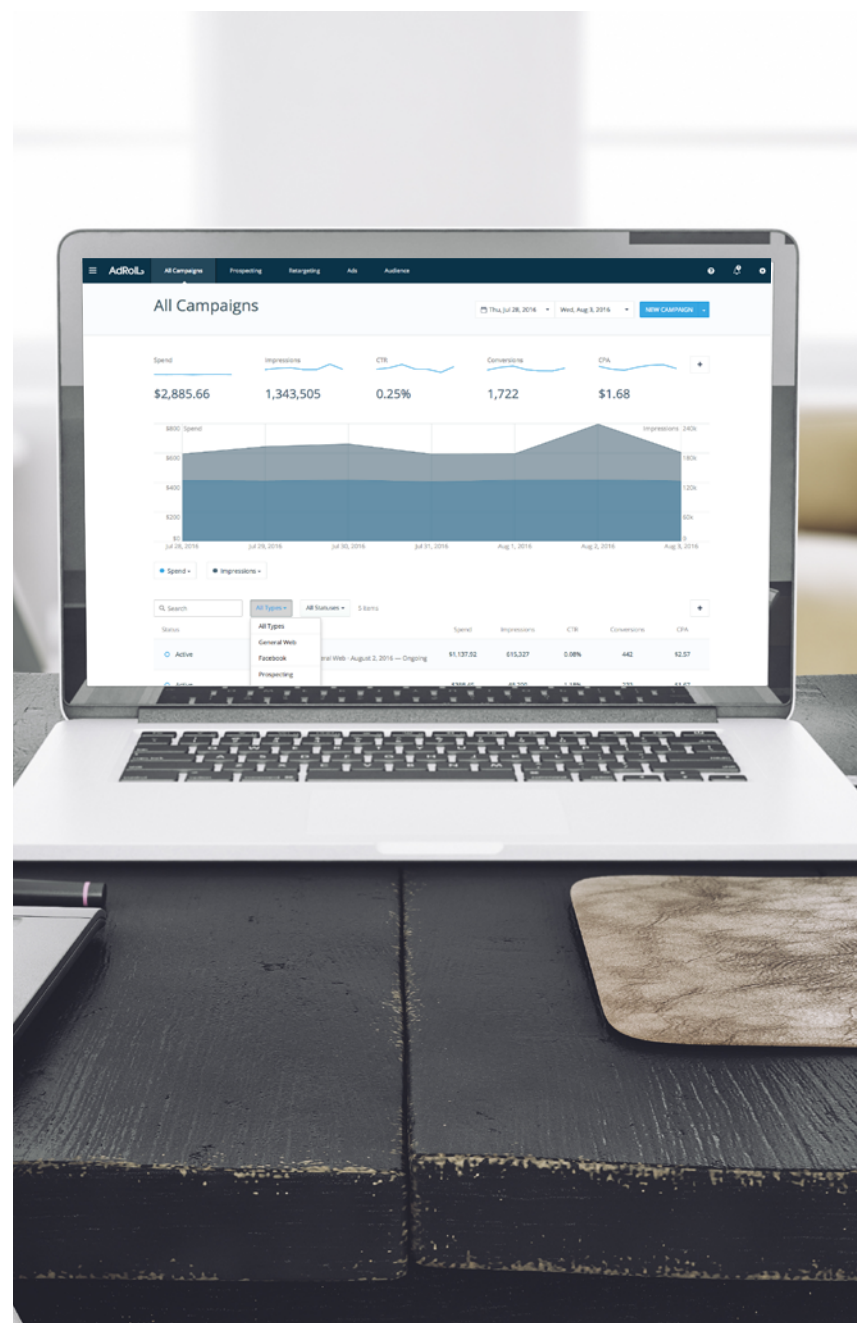 AdRoll All Campaigns Prospecting Retargeting Ads Audience
All Campaigns
Thu, Jul 28, 2016 Wed, Aug 3, 2016 NEW CAMPAIGN
Spend Impressions CTR Conversions CPA
$2,885.66 1,343,505 0.25% 1,722 $1.68
$800 Spend Impressions 240k
$600 180k
$400 120k
$200 60k
$0 0
Jul 28, 2016 Jul 29, 2016 Jul 30, 2016 Jul 31, 2016 Aug 1, 2016 Aug 2, 2016 Aug 3, 2016
Spend Impressions
Search All Types All Statuses 5 items
Status Spend Impressions CTR Conversions CPA
All Types
General Web
Active Web - August 2, 2016 — Ongoing $1,137.92 615,327 0.08% 442 $2.57
Facebook
Prospecting
Active